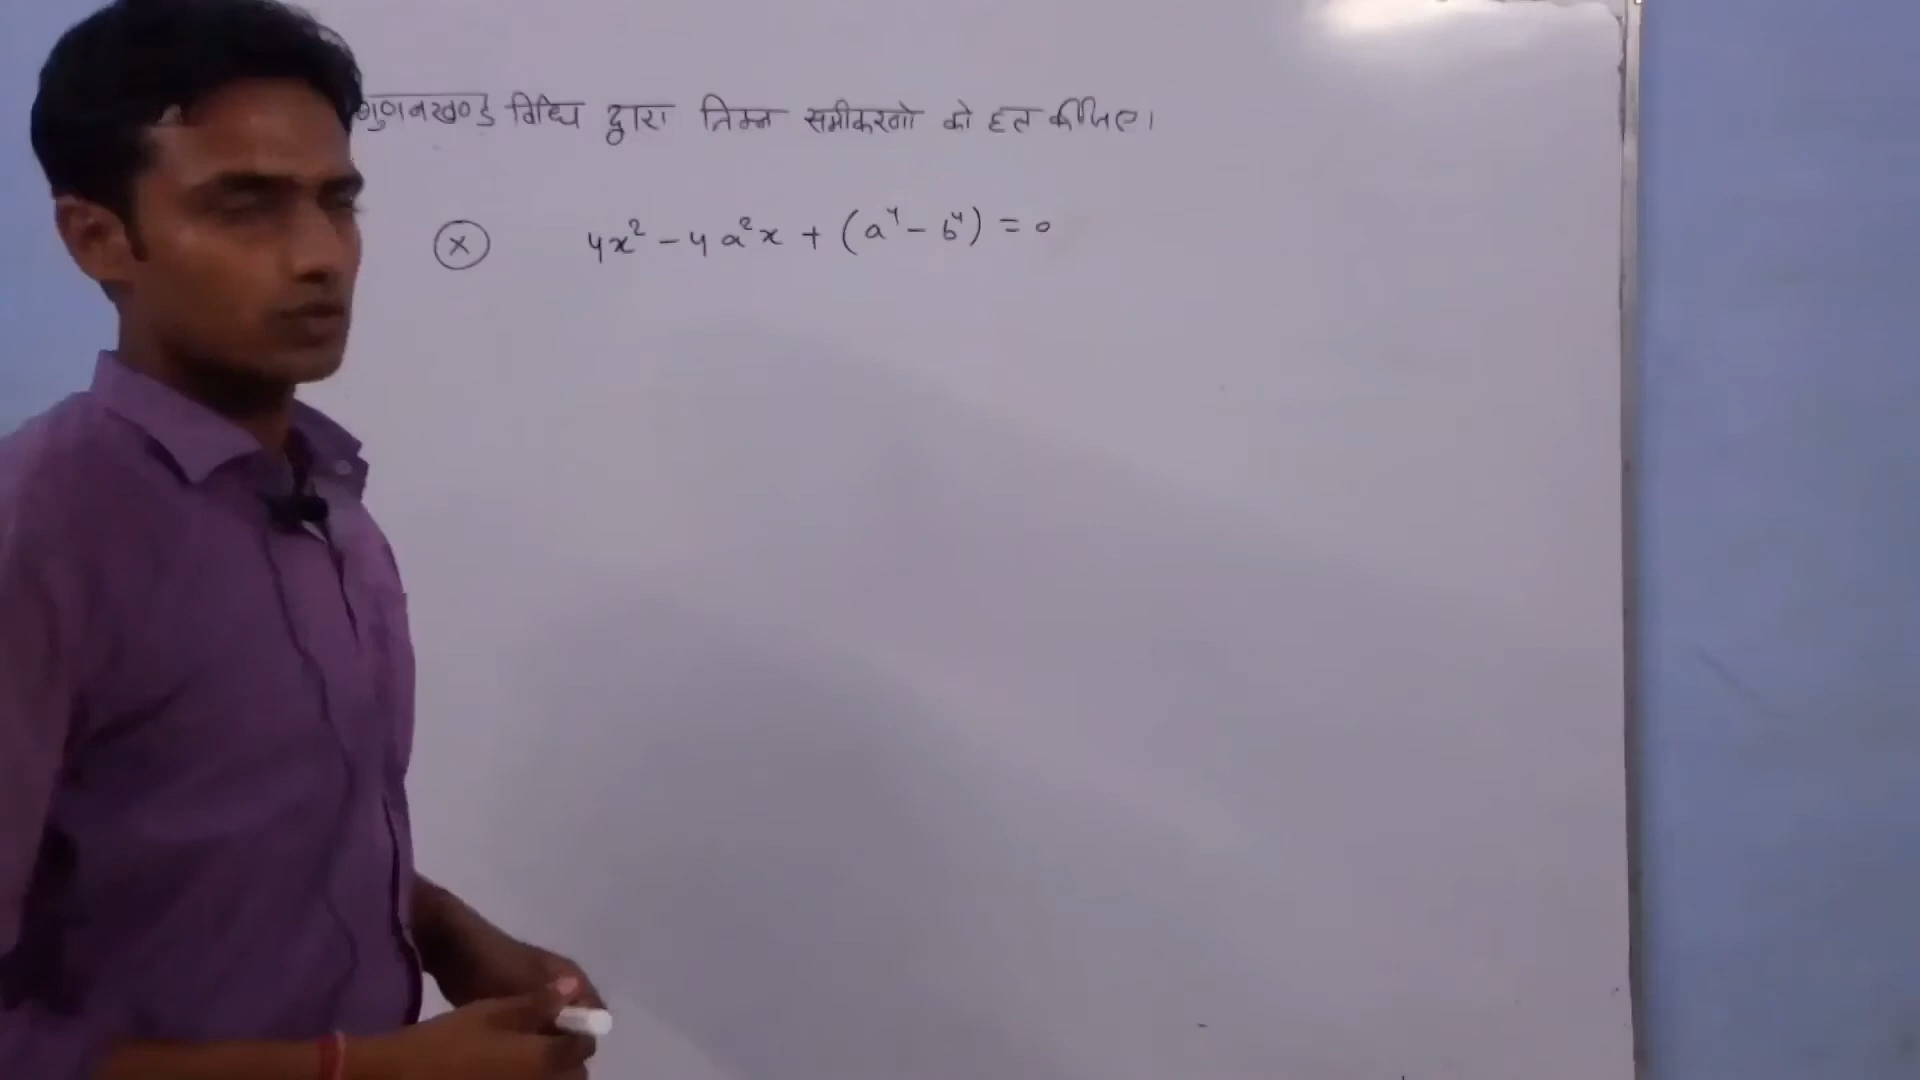 गुणनखण्ड विधि द्वारा निम्न समीकरणो को हल कीजिए।
(x) 4x² - 4a²x + (a⁴ - b⁴) = 0